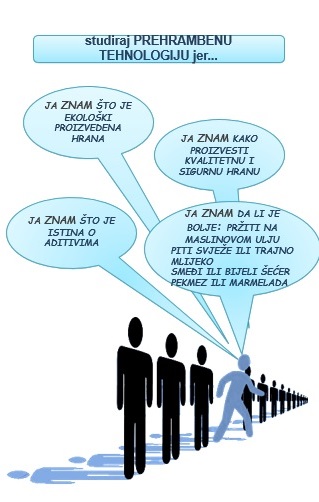 studiraj PREHRAMBENU
TEHNOLOGIJU jer...
JA ZNAM ŠTO JE
EKOLOŠKI
PROIZVEDENA
HRANA
JA ZNAM KAKO
PROIZVESTI
KVALITETNU I
SIGURNU HRANU
JA ZNAM ŠTO JE
ISTINA O
ADITIVIMA
JA ZNAM DA LI JE
BOLJE: PRŽITI NA
MASLINOVOM ULJU
PITI SVJEŽE ILI TRAJNO
MLIJEKO
SMEĐI ILI BIJELI ŠEĆER
PEKMEZ ILI MARMELADA